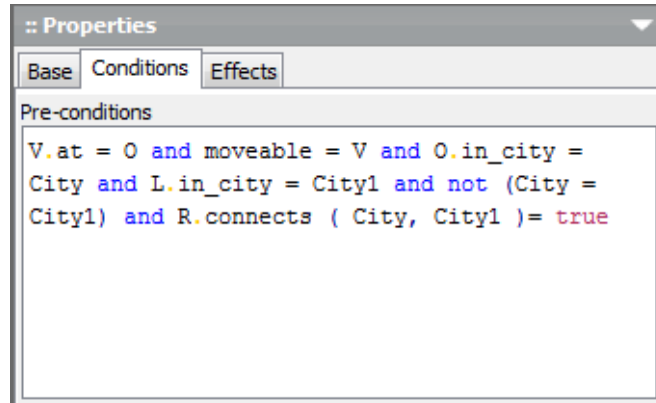 :: Properties
Base Conditions Effects
Pre-conditions
V.at = O and moveable = V and O.in_city =
City and L.in_city = City1 and not (City =
City1) and R.connects ( City, City1 )= true